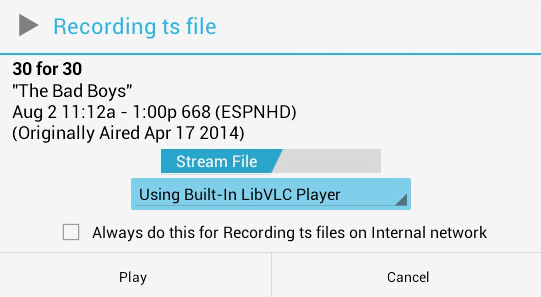 Recording ts file
30 for 30
"The Bad Boys"
Aug 2 11:12a - 1:00p 668 (ESPNHD)
(Originally Aired Apr 17 2014)
Stream File
Using Built-In LibVLC Player
Always do this for Recording ts files on Internal network
Play Cancel